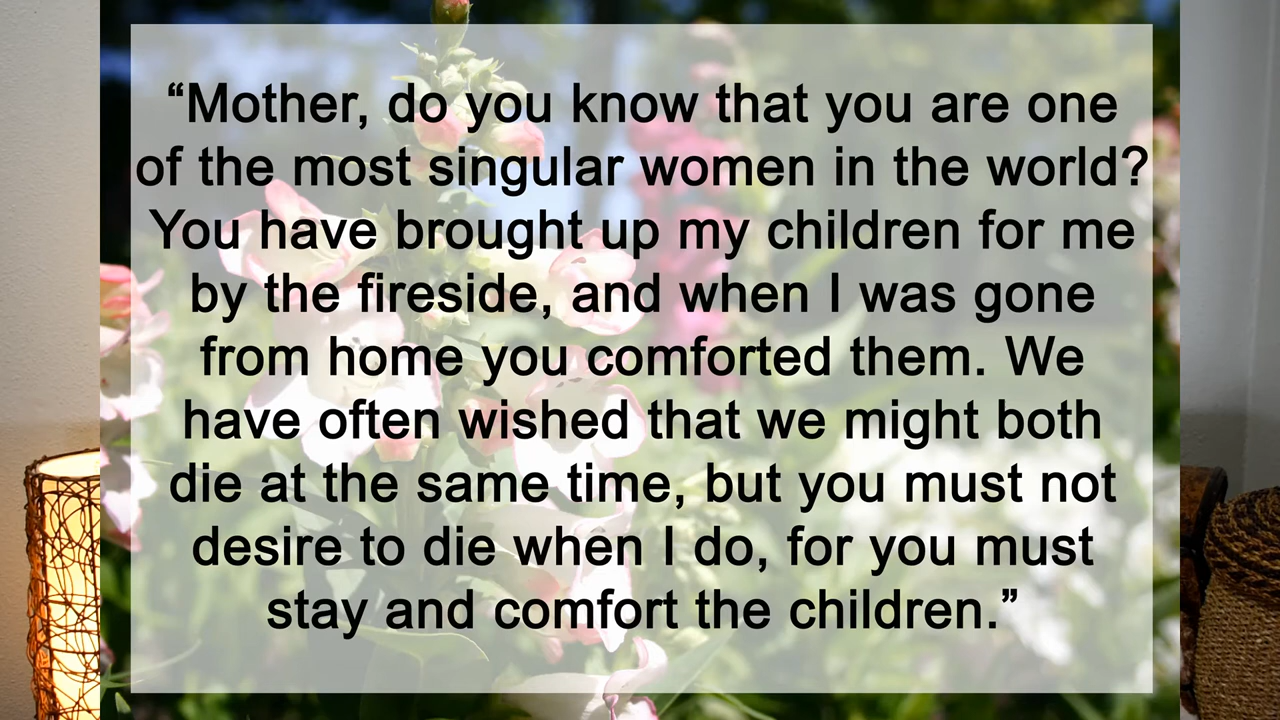 “Mother, do you know that you are one
of the most singular women in the world?
You have brought up my children for me
by the fireside, and when I was gone
from home you comforted them. We
have often wished that we might both
die at the same time, but you must not
desire to die when I do, for you must
stay and comfort the children.”